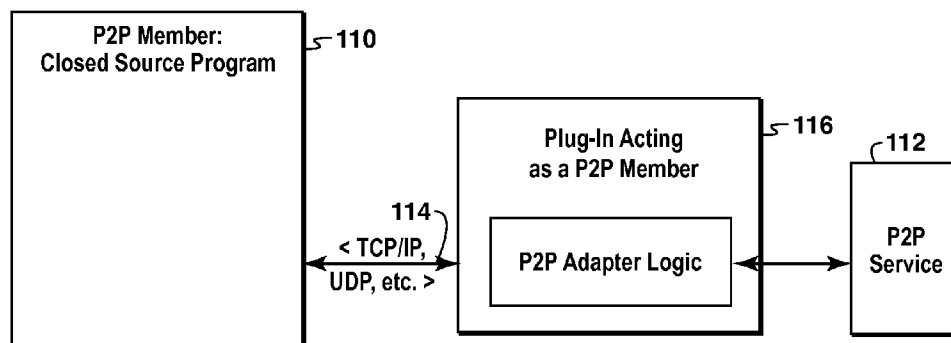 P2P Member:
Closed Source Program
110
Plug-In Acting
as a P2P Member
116
112
114
< TCP/IP,
UDP, etc. >
P2P Adapter Logic
P2P
Service